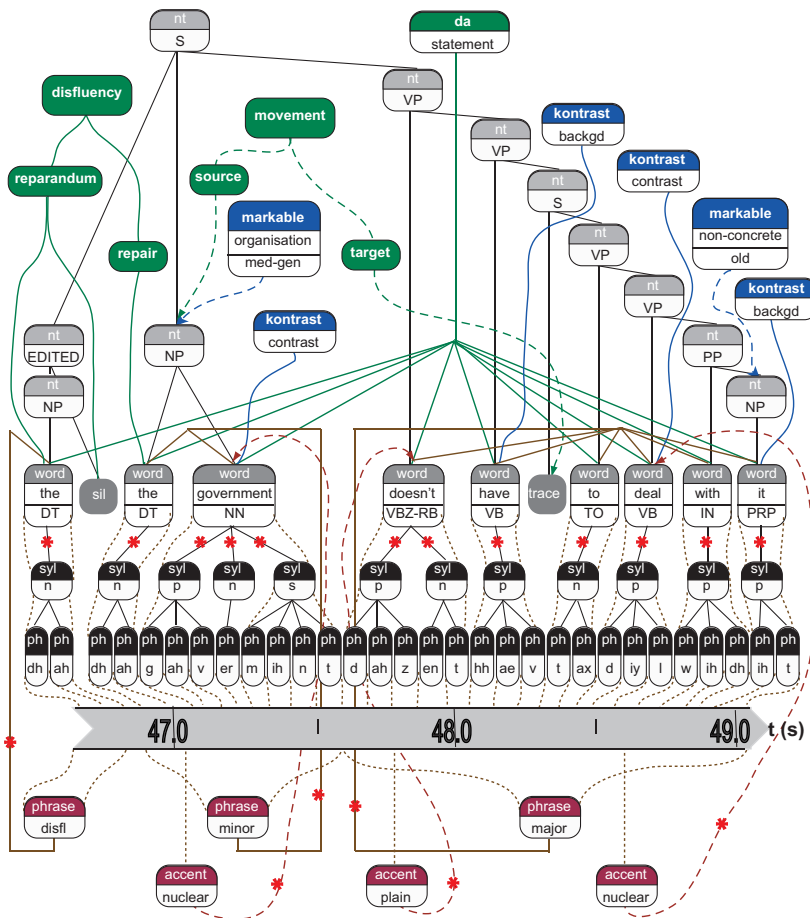 nt
S
da
statement
disfluency
nt
VP
movement
kontrast
backgd
nt
VP
reparandum
source
kontrast
contrast
nt
S
markable
organisation
med-gen
markable
non-concrete
old
repair
target
nt
VP
nt
VP
kontrast
backgd
nt
EDITED
nt
NP
kontrast
contrast
nt
PP
nt
NP
nt
NP
word word word word word word word word word
the sil the government doesn't have trace to deal with it
DT DT NN VBZ-RB VB TO VB IN PRP
syl syl syl syl syl syl syl syl syl syl syl syl
n n p n s p n p n p p p
ph ph ph ph ph ph ph ph ph ph ph ph ph ph ph ph ph ph ph ph ph ph ph ph ph ph ph ph
dh ah dh ah g ah v er m ih n t d ah z en t hh ae v t ax d iy l w ih dh ih t
47.0 48.0 49.0 t (s)
phrase phrase phrase
disfl minor major
accent accent accent
nuclear plain nuclear